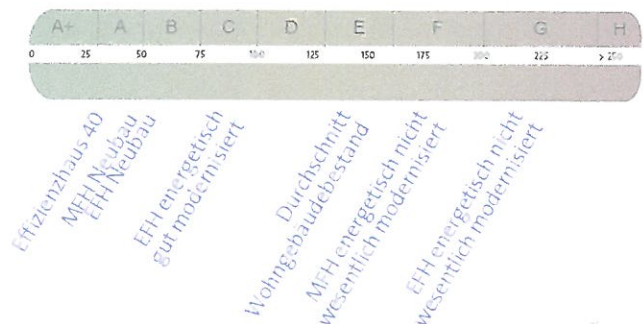 A+ A B C D E F G H
0 25 50 75 100 125 150 175 200 225 > 250
Effizienzhaus 40
MFH Neubau
EFH Neubau
EFH energetisch
gut modernisiert
Durchschnitt
Wohngebäudebestand
MFH energetisch nicht
wesentlich modernisiert
EFH energetisch nicht
wesentlich modernisiert